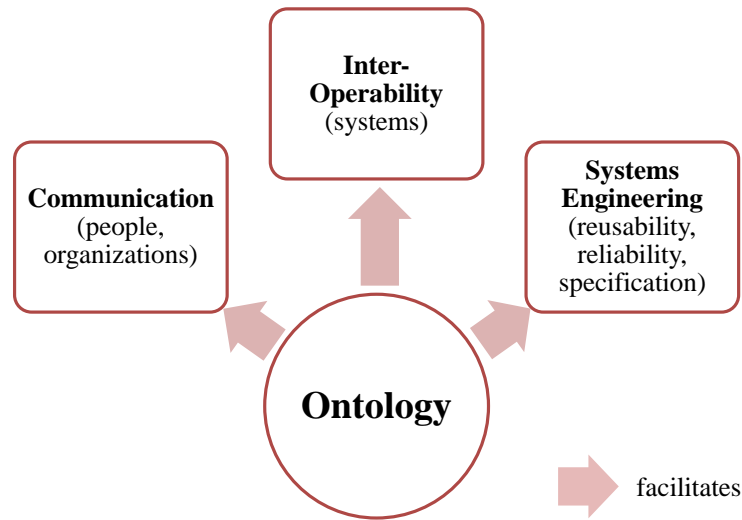 Inter-
Operability
(systems)
Communication
(people,
organizations)
Systems
Engineering
(reusability,
reliability,
specification)
Ontology
facilitates